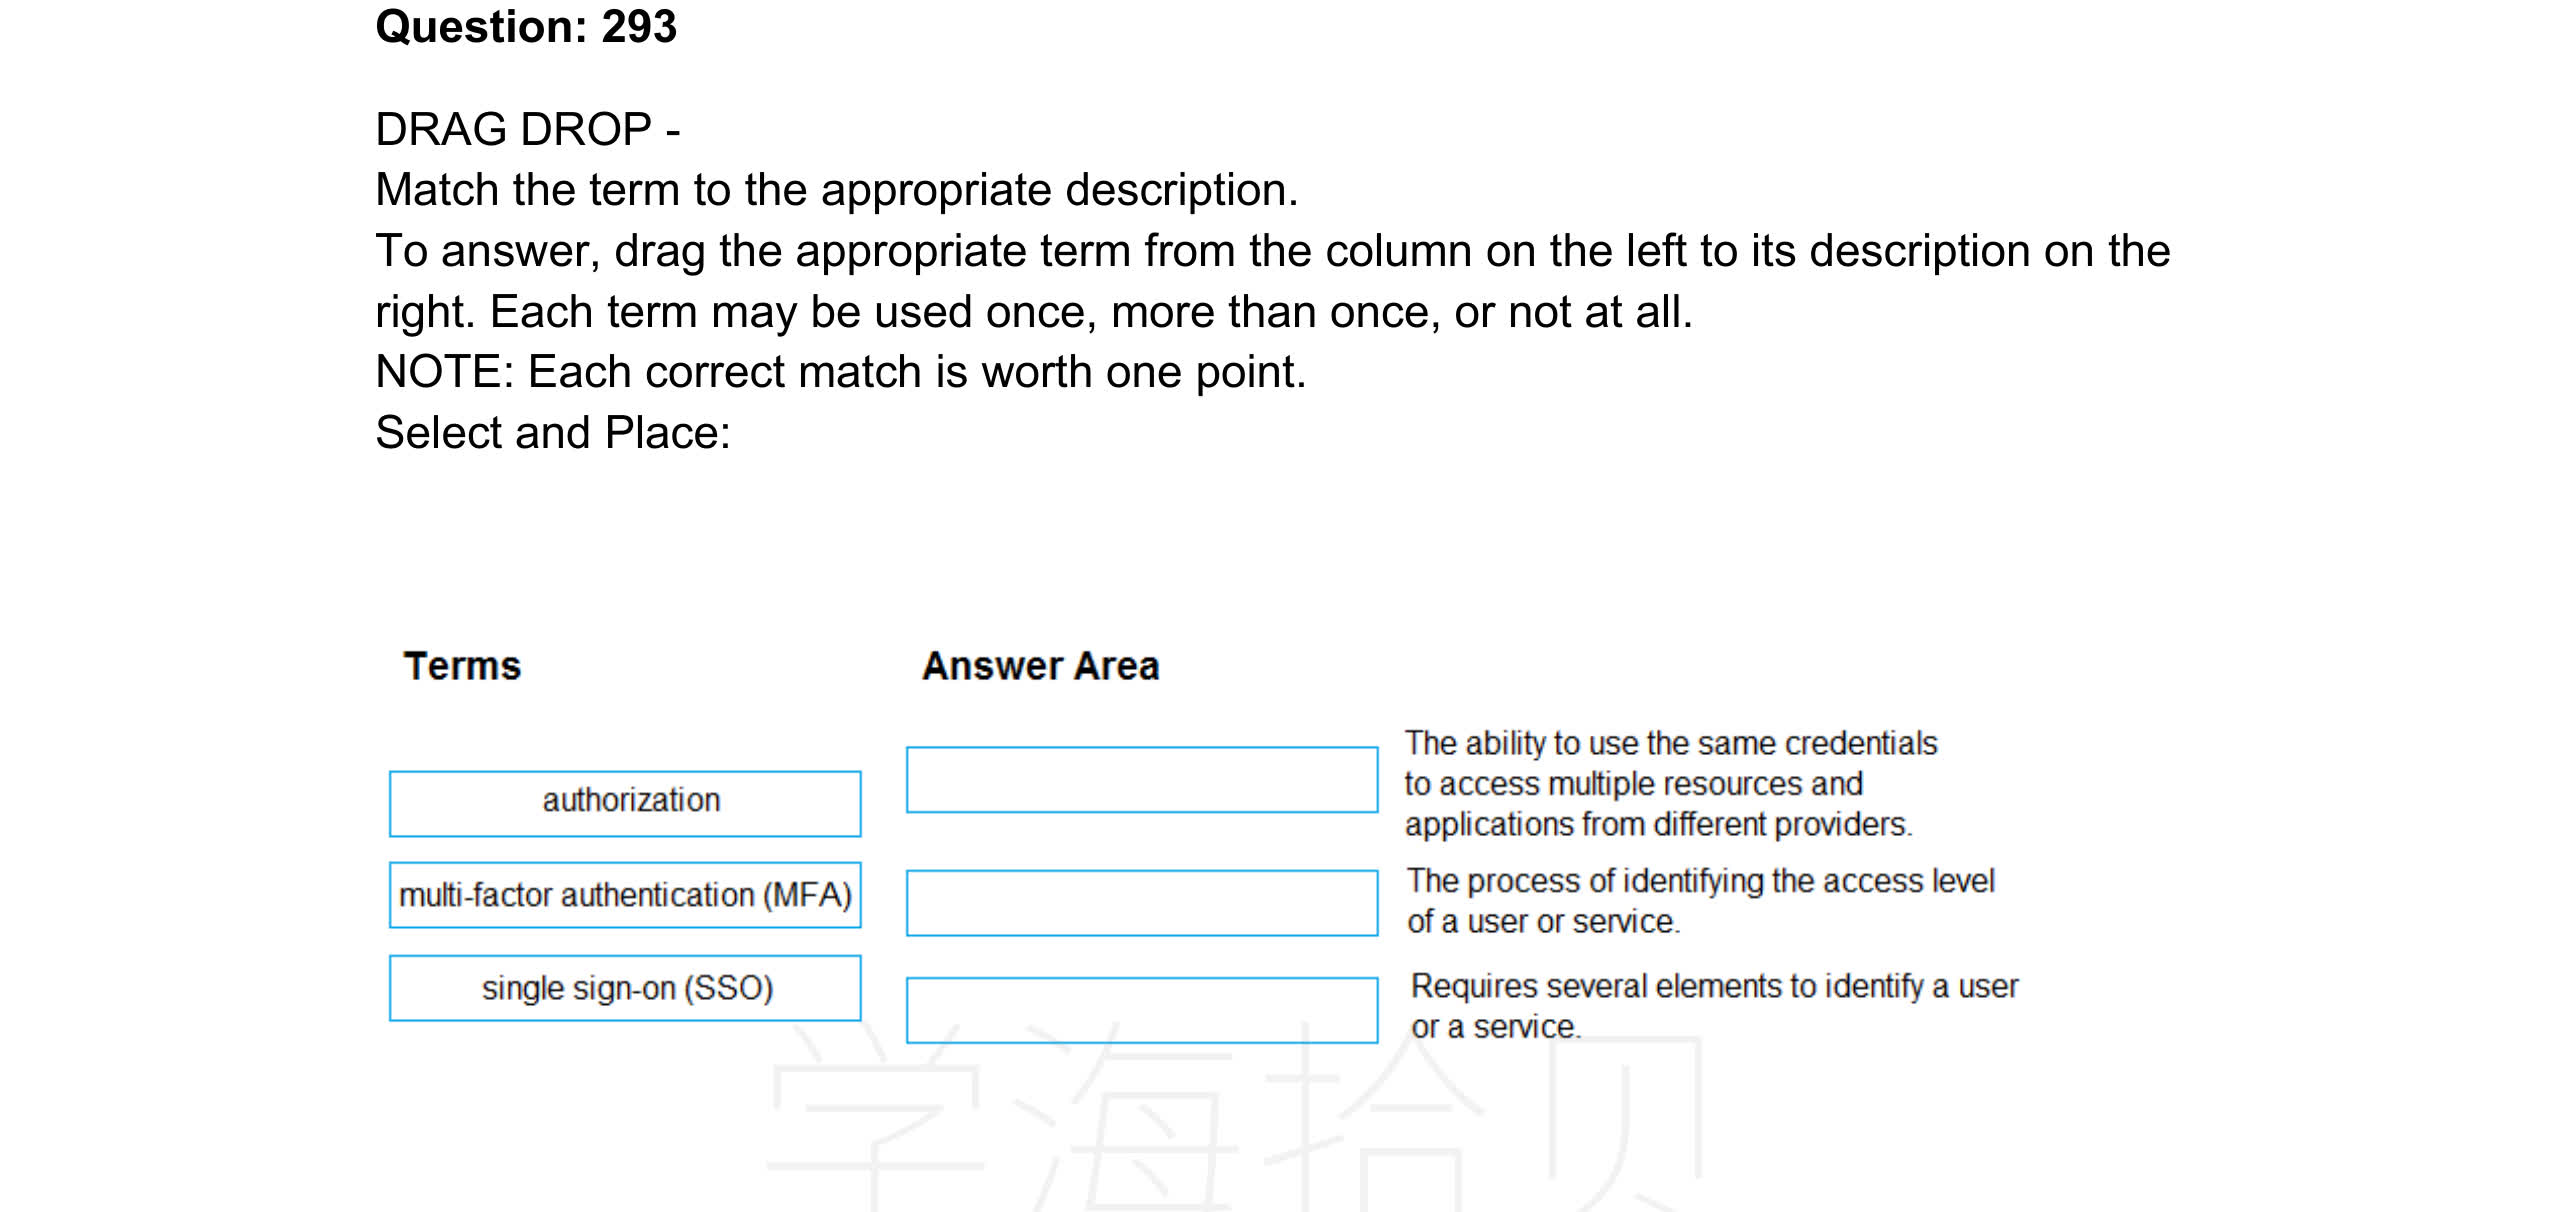 Question: 293
DRAG DROP -
Match the term to the appropriate description.
To answer, drag the appropriate term from the column on the left to its description on the
right. Each term may be used once, more than once, or not at all.
NOTE: Each correct match is worth one point.
Select and Place:
Terms
Answer Area
authorization
multi-factor authentication (MFA)
single sign-on (SSO)
The ability to use the same credentials
to access multiple resources and
applications from different providers.
The process of identifying the access level
of a user or service.
Requires several elements to identify a user
or a service.
学海拾贝